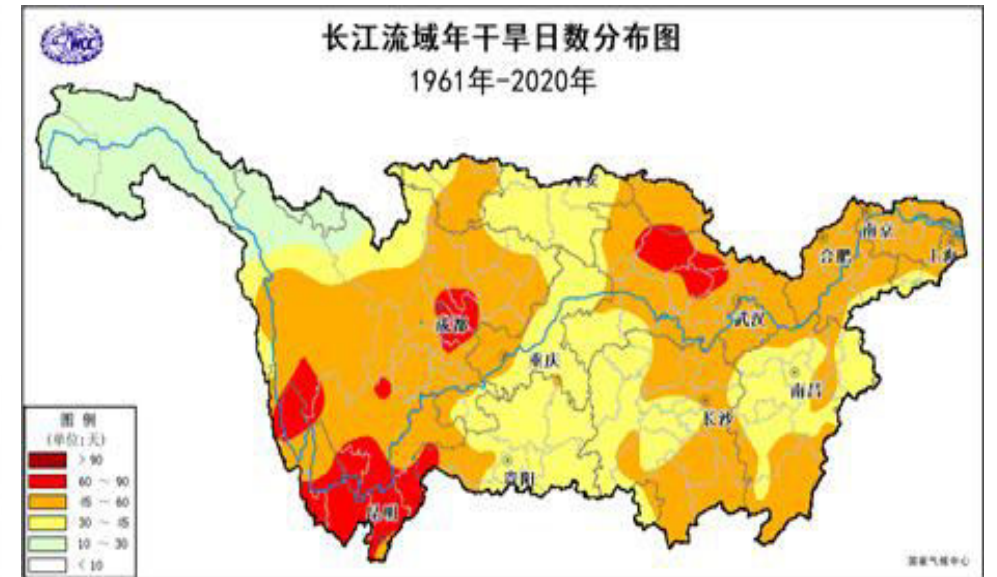 长江流域年干旱日数分布图
1961年-2020年
南京
合肥
上海
武汉
成都
重庆
南昌
长沙
贵阳
昆明
图 例
(单位:天)
> 90
60 ~ 90
45 ~ 60
30 ~ 45
10 ~ 30
< 10
国家气候中心